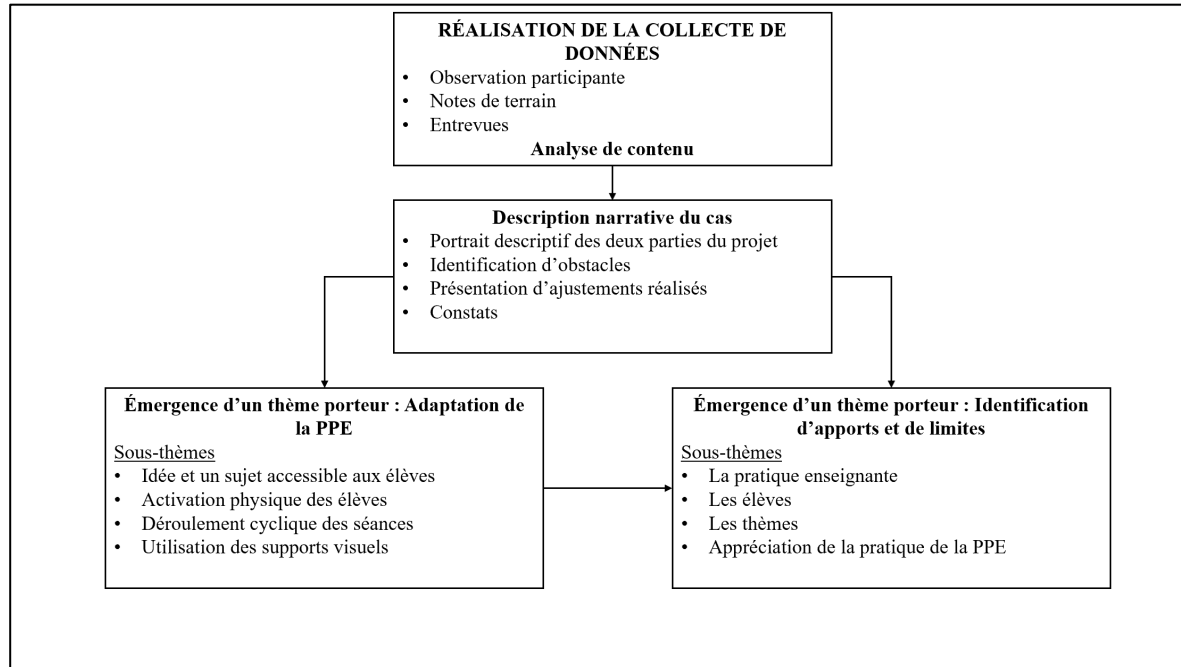 RÉALISATION DE LA COLLECTE DE
DONNÉES
• Observation participante
• Notes de terrain
• Entrevues
Analyse de contenu
Description narrative du cas
• Portrait descriptif des deux parties du projet
• Identification d’obstacles
• Présentation d’ajustements réalisés
• Constats
Émergence d’un thème porteur : Adaptation de
la PPE
Sous-thèmes
• Idée et un sujet accessible aux élèves
• Activation physique des élèves
• Déroulement cyclique des séances
• Utilisation des supports visuels
Émergence d’un thème porteur : Identification
d’apports et de limites
Sous-thèmes
• La pratique enseignante
• Les élèves
• Les thèmes
• Appréciation de la pratique de la PPE